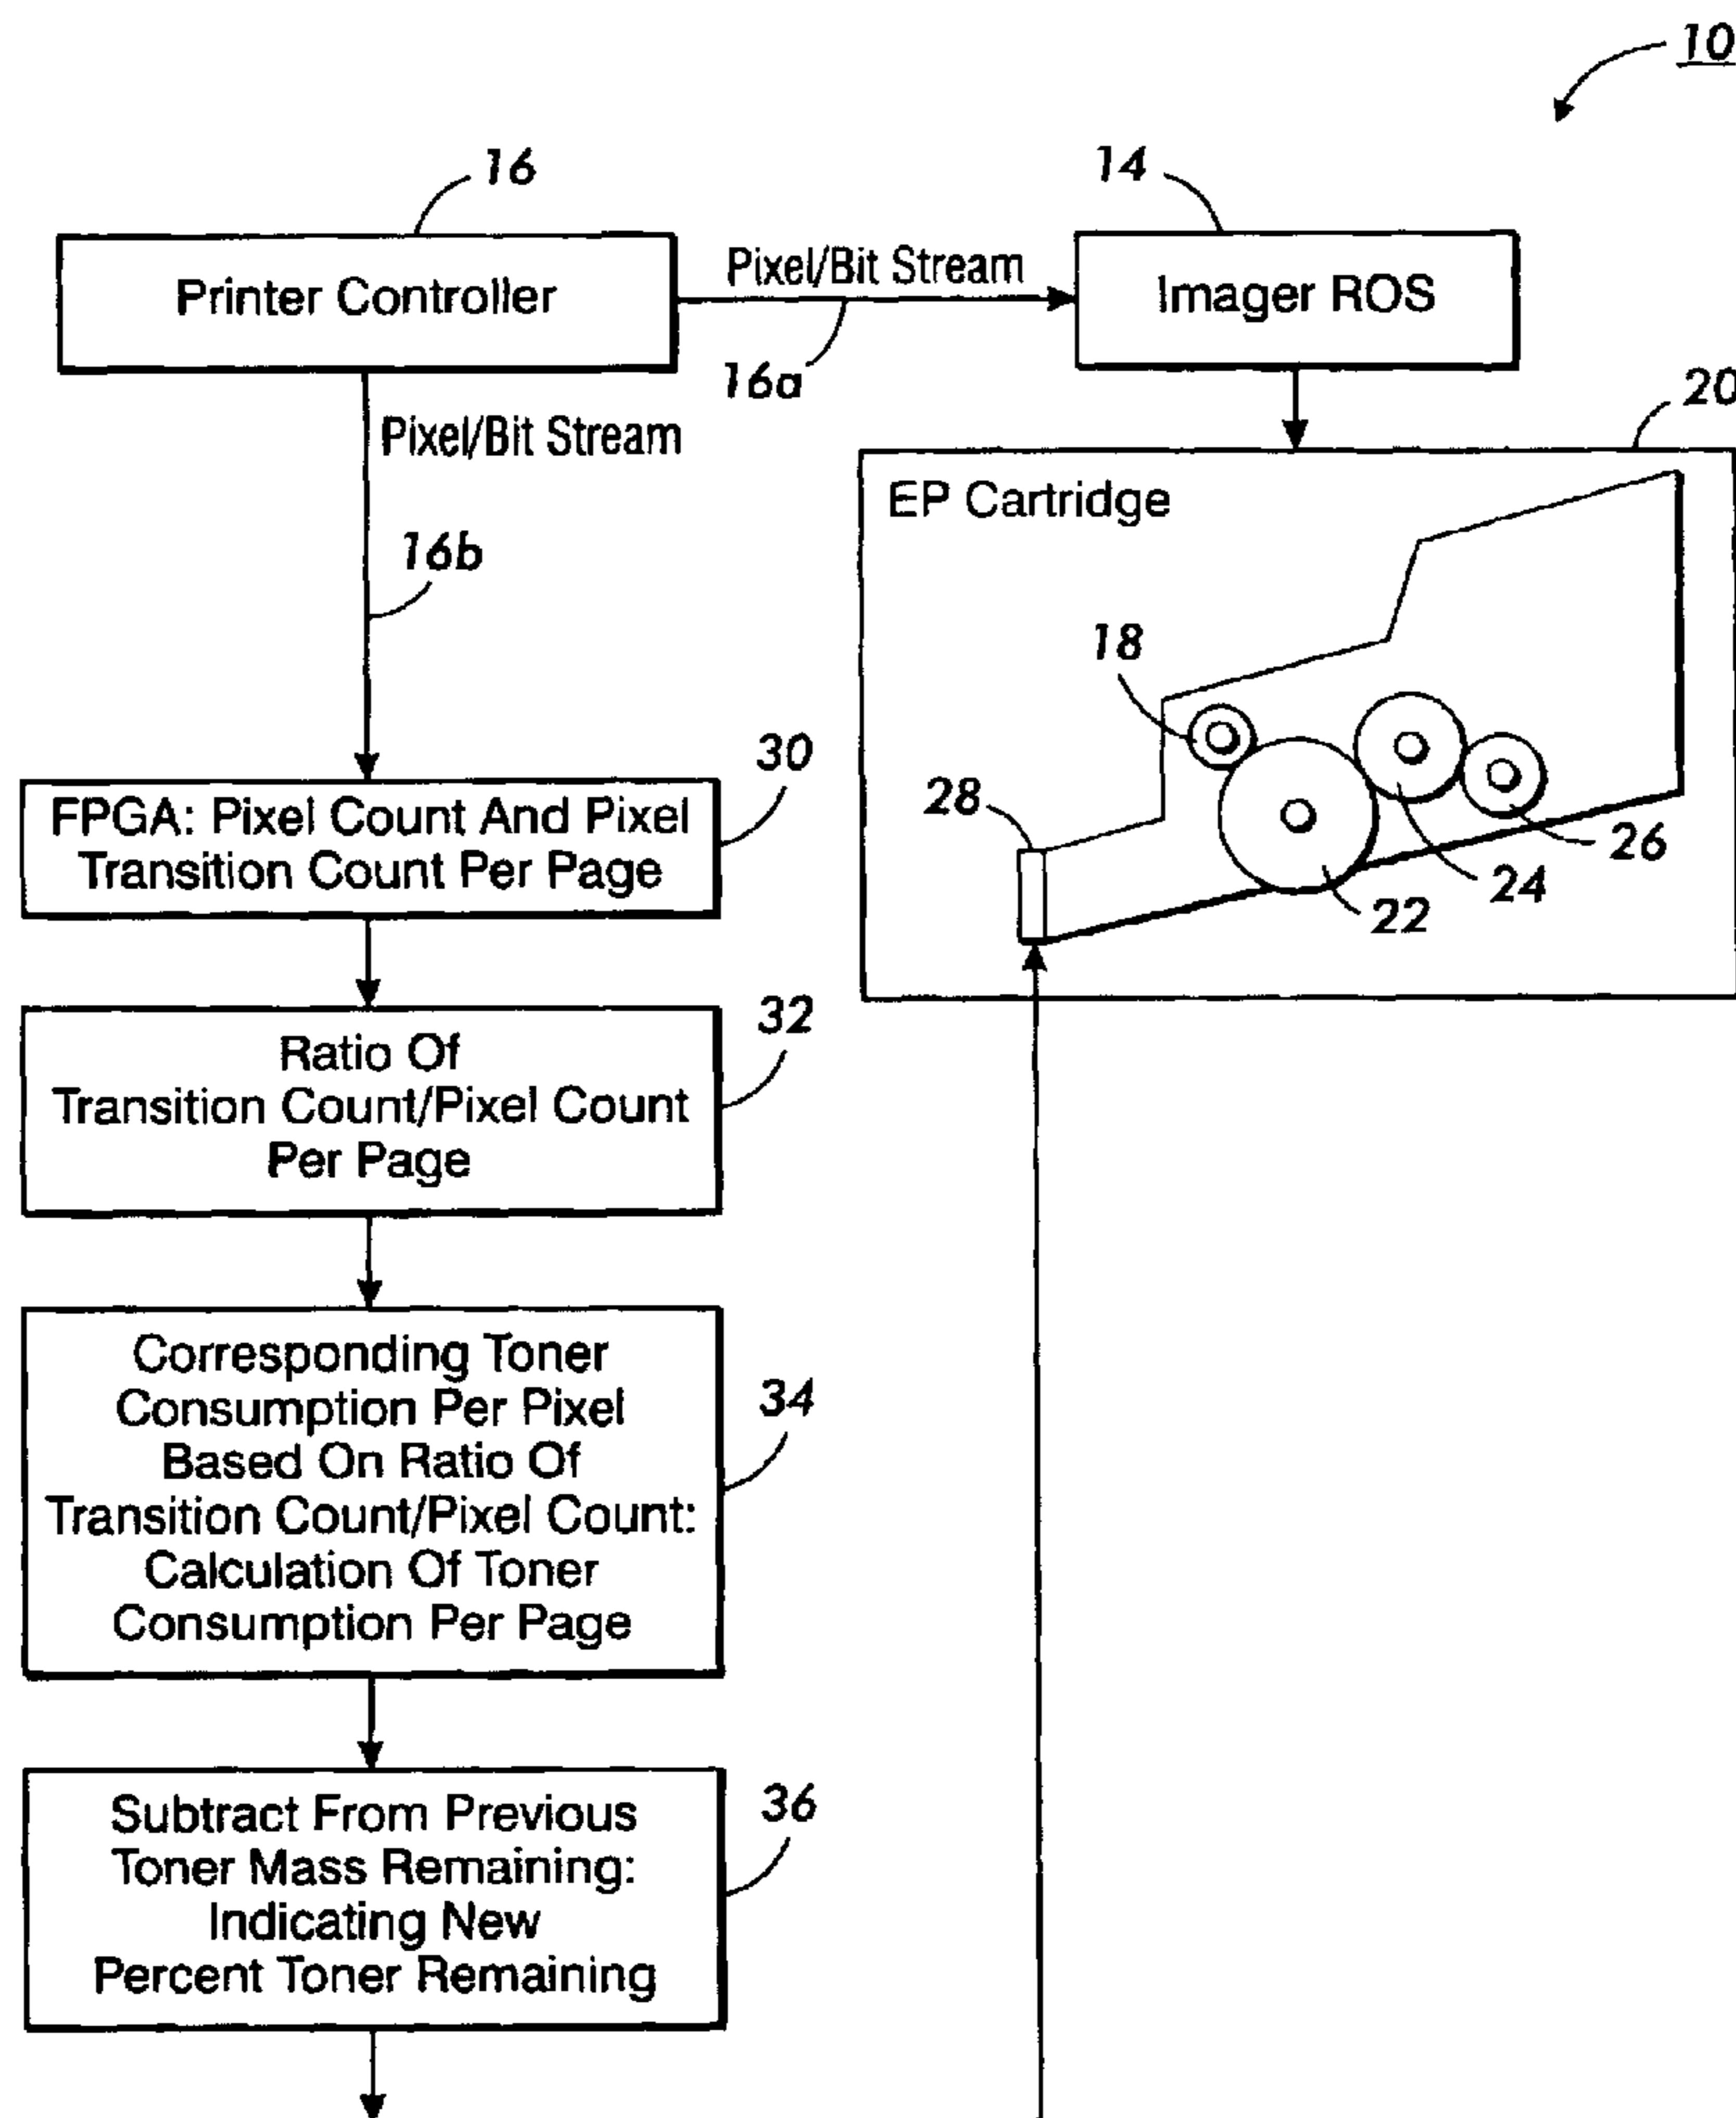 10
16
14
Printer Controller
Pixel/Bit Stream
16a
Imager ROS
Pixel/Bit Stream
20
EP Cartridge
16b
18
28
26
24
22
30
FPGA: Pixel Count And Pixel
Transition Count Per Page
32
Ratio Of
Transition Count/Pixel Count
Per Page
34
Corresponding Toner
Consumption Per Pixel
Based On Ratio Of
Transition Count/Pixel Count:
Calculation Of Toner
Consumption Per Page
36
Subtract From Previous
Toner Mass Remaining:
Indicating New
Percent Toner Remaining